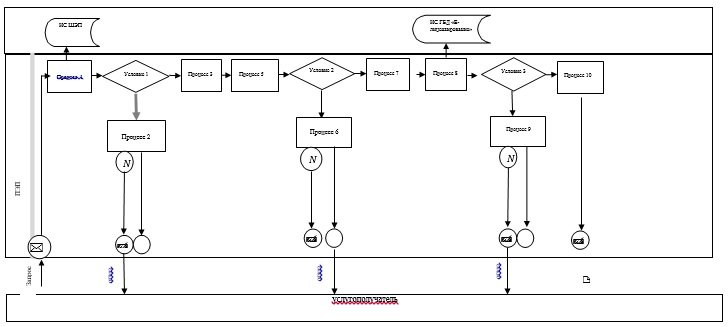 ИС ШЭП
ИС ГБД «Е-
лицензирование»
Процесс 1
Условие 1
Процесс 3
Процесс 5
Условие 2
Процесс 7
Процесс 8
Условие 3
Процесс 10
Процесс 2
Процесс 6
Процесс 9
N
N
N
ПЭП
Запрос
услугополучатель